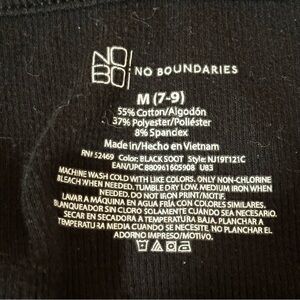 NO
BO
NO BOUNDARIES
M (7-9)
55% Cotton/Algodón
37% Polyester/Poliéster
8% Spandex
Made in/Hecho en Vietnam
RN# 52469 Color: BLACK SOOT Style: NJ19T121C
EAN/UPC:880961605908 U83
MACHINE WASH COLD WITH LIKE COLORS. ONLY NON-CHLORINE
BLEACH WHEN NEEDED. TUMBLE DRY LOW. MEDIUM IRON WHEN
NEEDED. DO NOT IRON PRINT/MOTIF.
LAVAR A MÁQUINA EN AGUA FRÍA CON COLORES SIMILARES.
BLANQUEADOR SIN CLORO SOLAMENTE CUANDO SEA NECESARIO.
SECAR EN SECADORA A TEMPERATURA BAJA. PLANCHAR A
TEMPERATURA MEDIA CUANDO SE NECESARIO. NO PLANCHAR EL
ADORNO IMPRESO/MOTIVO.